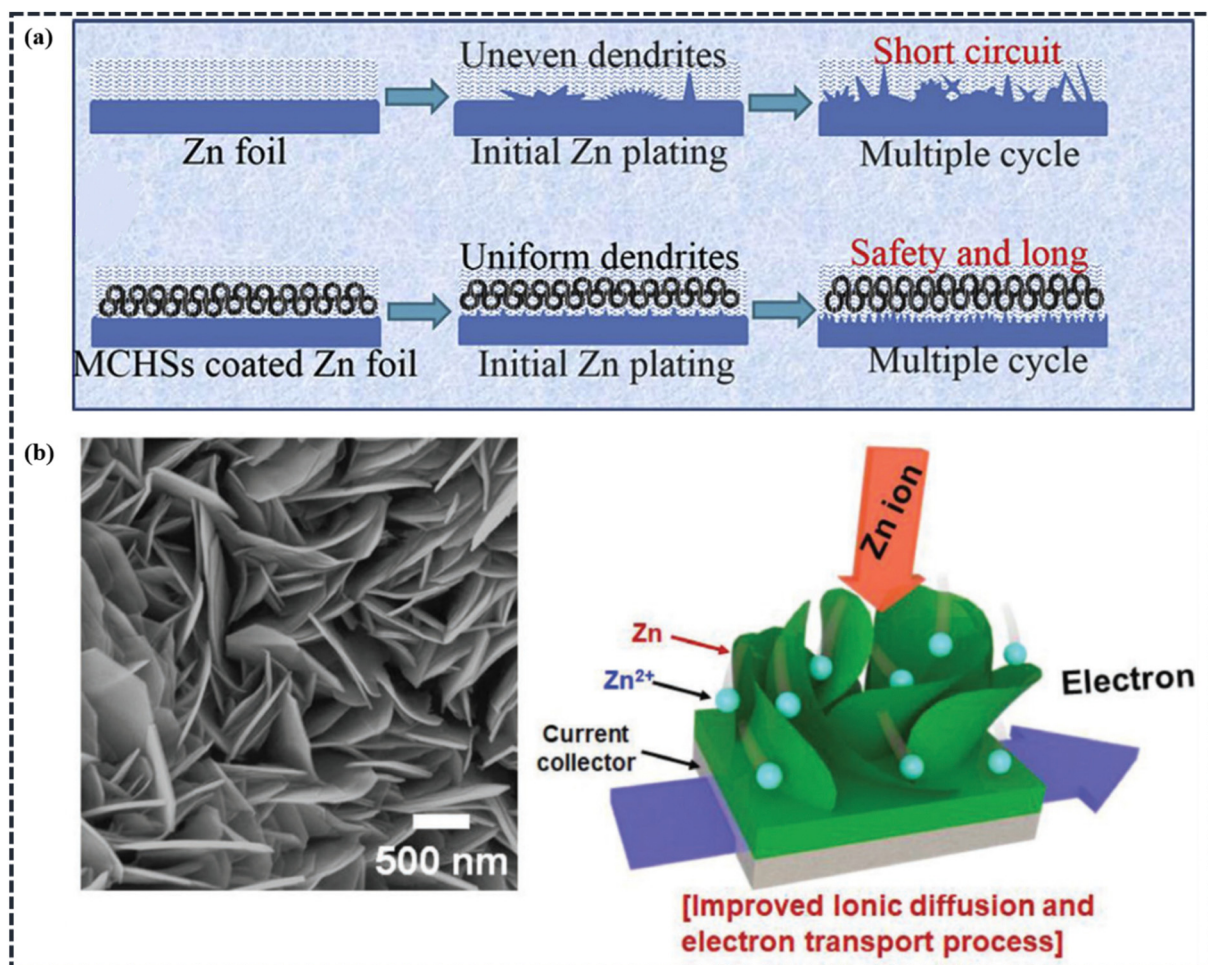 (a)
Uneven dendrites
Short circuit
Zn foil
Initial Zn plating
Multiple cycle
Uniform dendrites
Safety and long
MCHSs coated Zn foil
Initial Zn plating
Multiple cycle
(b)
500 nm
Zn ion
Zn
Zn²⁺
Current
collector
Electron
[Improved Ionic diffusion and
electron transport process]